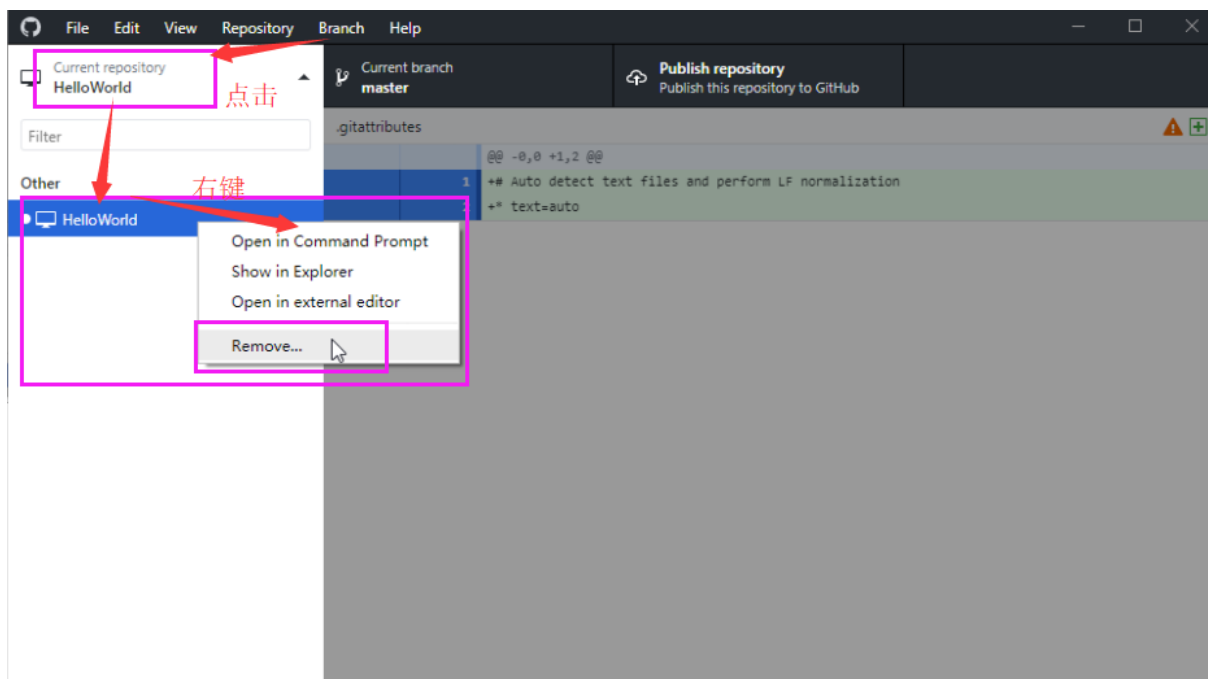 File Edit View Repository Branch Help
Current repository
HelloWorld
点击
Current branch
master
Publish repository
Publish this repository to GitHub
Filter
.gitattributes
@@ -0,0 +1,2 @@
Other
右键
1 +# Auto detect text files and perform LF normalization
2 +* text=auto
HelloWorld
Open in Command Prompt
Show in Explorer
Open in external editor
Remove...